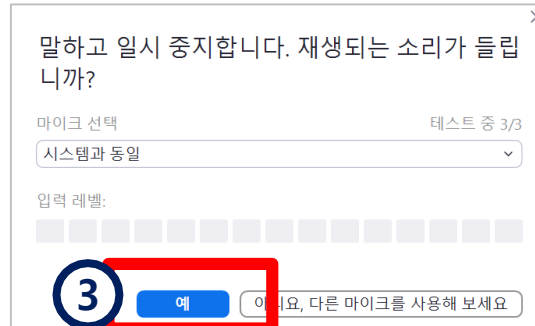 말하고 일시 중지합니다. 재생되는 소리가 들립
니까?
마이크 선택
테스트 중 3/3
시스템과 동일
입력 레벨:
3
예
아니요, 다른 마이크를 사용해 보세요